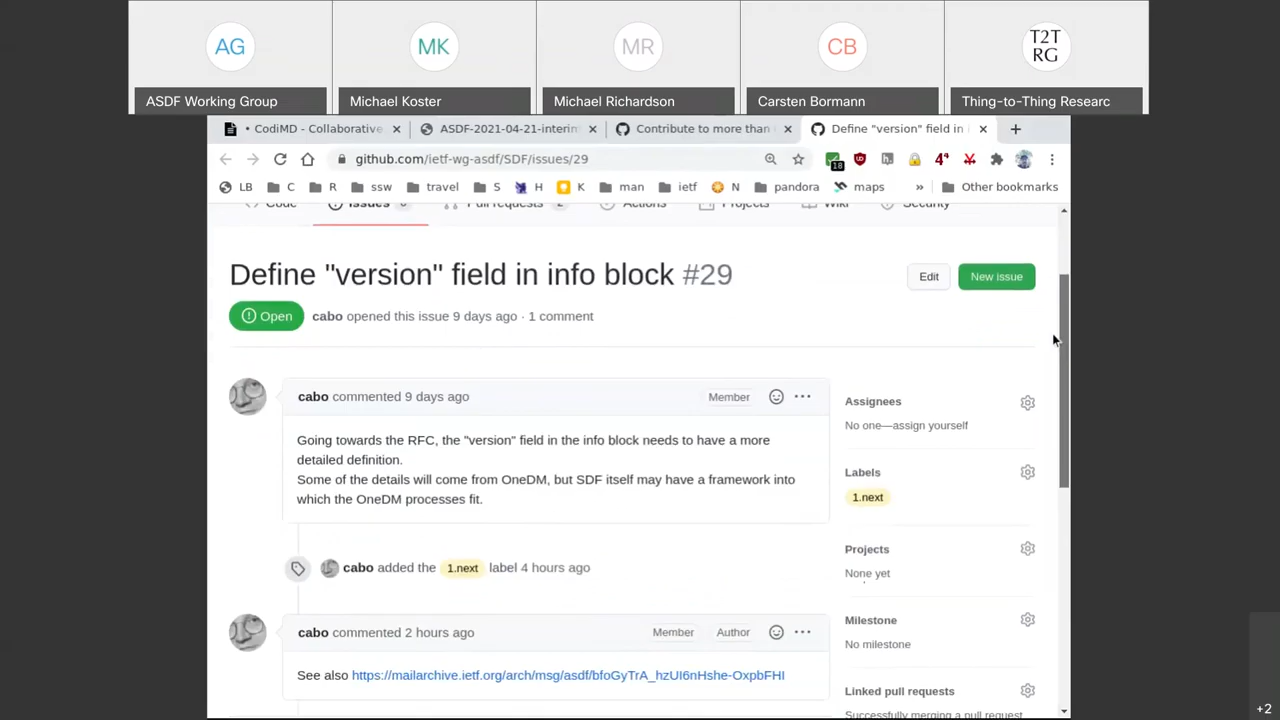 AG
MK
MR
CB
T2T
RG
ASDF Working Group
Michael Koster
Michael Richardson
Carsten Bormann
Thing-to-Thing Researc
• CodiMD - Collaborative
ASDF-2021-04-21-interim
Contribute to more than
Define "version" field in i
github.com/ietf-wg-asdf/SDF/issues/29
18
LB
C
R
ssw
travel
S
H
K
man
ietf
N
pandora
maps
»
Other bookmarks
Code
Issues
Pull requests
2
Actions
Projects
Wiki
Security
Define "version" field in info block #29
Edit
New issue
Open
cabo opened this issue 9 days ago · 1 comment
cabo commented 9 days ago
Member
Going towards the RFC, the "version" field in the info block needs to have a more
detailed definition.
Some of the details will come from OneDM, but SDF itself may have a framework into
which the OneDM processes fit.
Assignees
No one—assign yourself
Labels
1.next
cabo added the 1.next label 4 hours ago
Projects
None yet
cabo commented 2 hours ago
Member
Author
See also https://mailarchive.ietf.org/arch/msg/asdf/bfoGyTrA_hzUI6nHshe-OxpbFHI
Milestone
No milestone
Linked pull requests
Successfully merging a pull request
+2